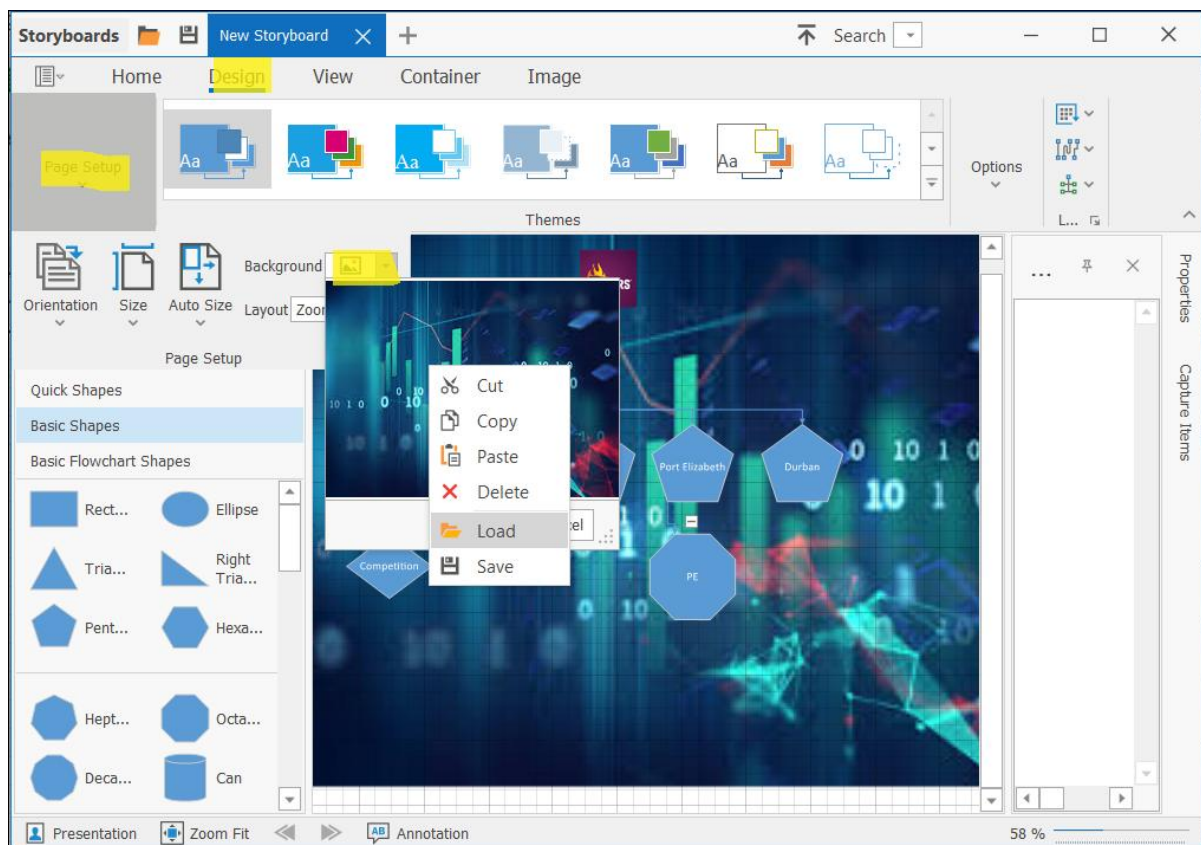 Storyboards New Storyboard Search
Home Design View Container Image
Page Setup
Aa Aa Aa Aa Aa Aa Aa
Options
Themes L...
Orientation Size Auto Size Background
Layout Zoo
Page Setup
Properties
Capture Items
...
Quick Shapes
Basic Shapes
Basic Flowchart Shapes
Rect... Ellipse
Tria... Right
Tria...
Pent... Hexa...
Hept... Octa...
Deca... Can
Cut
Copy
Paste
Delete
Load
Save
Port Elizabeth Durban
Competition PE
Presentation Zoom Fit AB Annotation 58 %